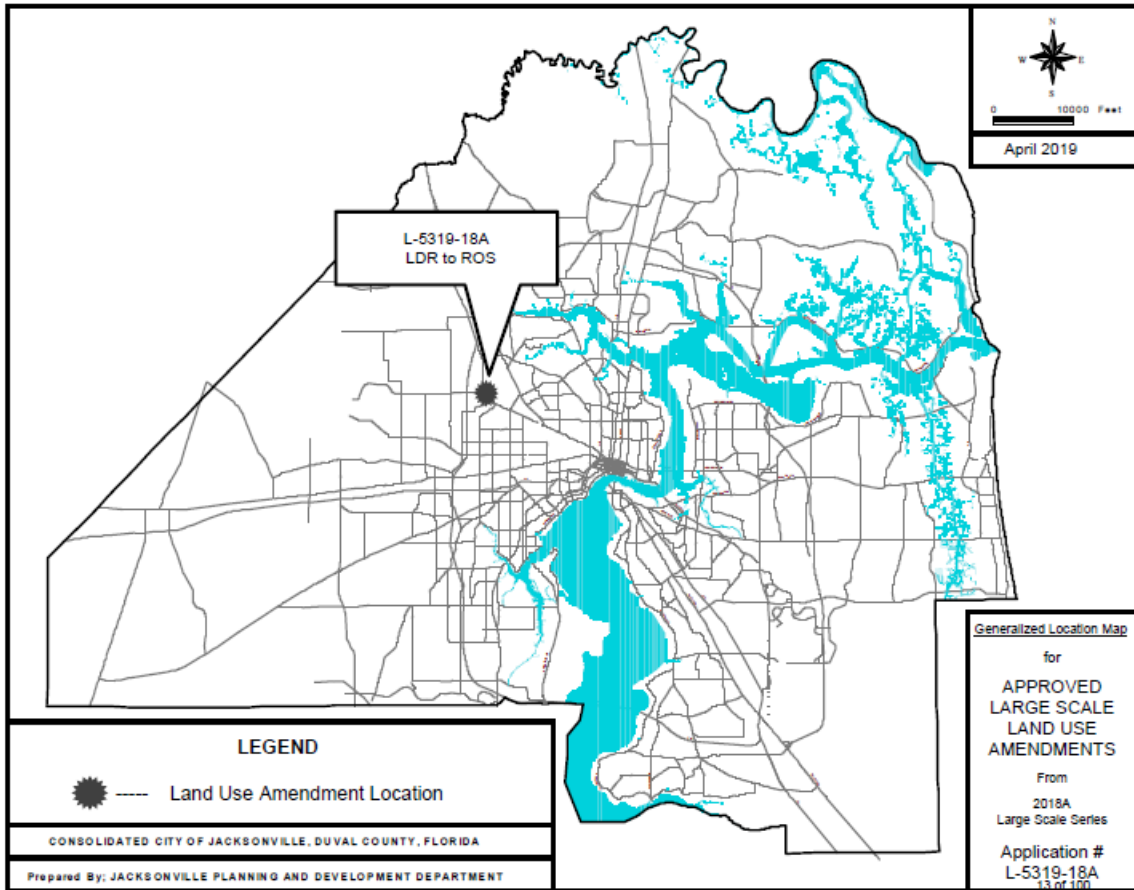 N
W E
S
0 10000 Feet
April 2019
L-5319-18A
LDR to ROS
Generalized Location Map
for
APPROVED
LARGE SCALE
LAND USE
AMENDMENTS
From
2018A
Large Scale Series
Application #
L-5319-18A
13 of 100
LEGEND
----- Land Use Amendment Location
CONSOLIDATED CITY OF JACKSONVILLE, DUVAL COUNTY, FLORIDA
Prepared By; JACKSONVILLE PLANNING AND DEVELOPMENT DEPARTMENT